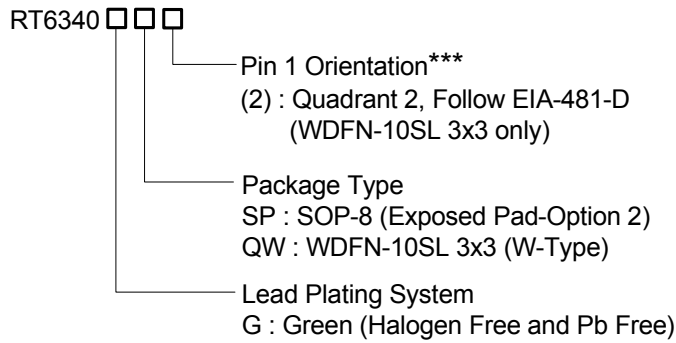 RT6340
Pin 1 Orientation***
(2) : Quadrant 2, Follow EIA-481-D
(WDFN-10SL 3x3 only)
Package Type
SP : SOP-8 (Exposed Pad-Option 2)
QW : WDFN-10SL 3x3 (W-Type)
Lead Plating System
G : Green (Halogen Free and Pb Free)